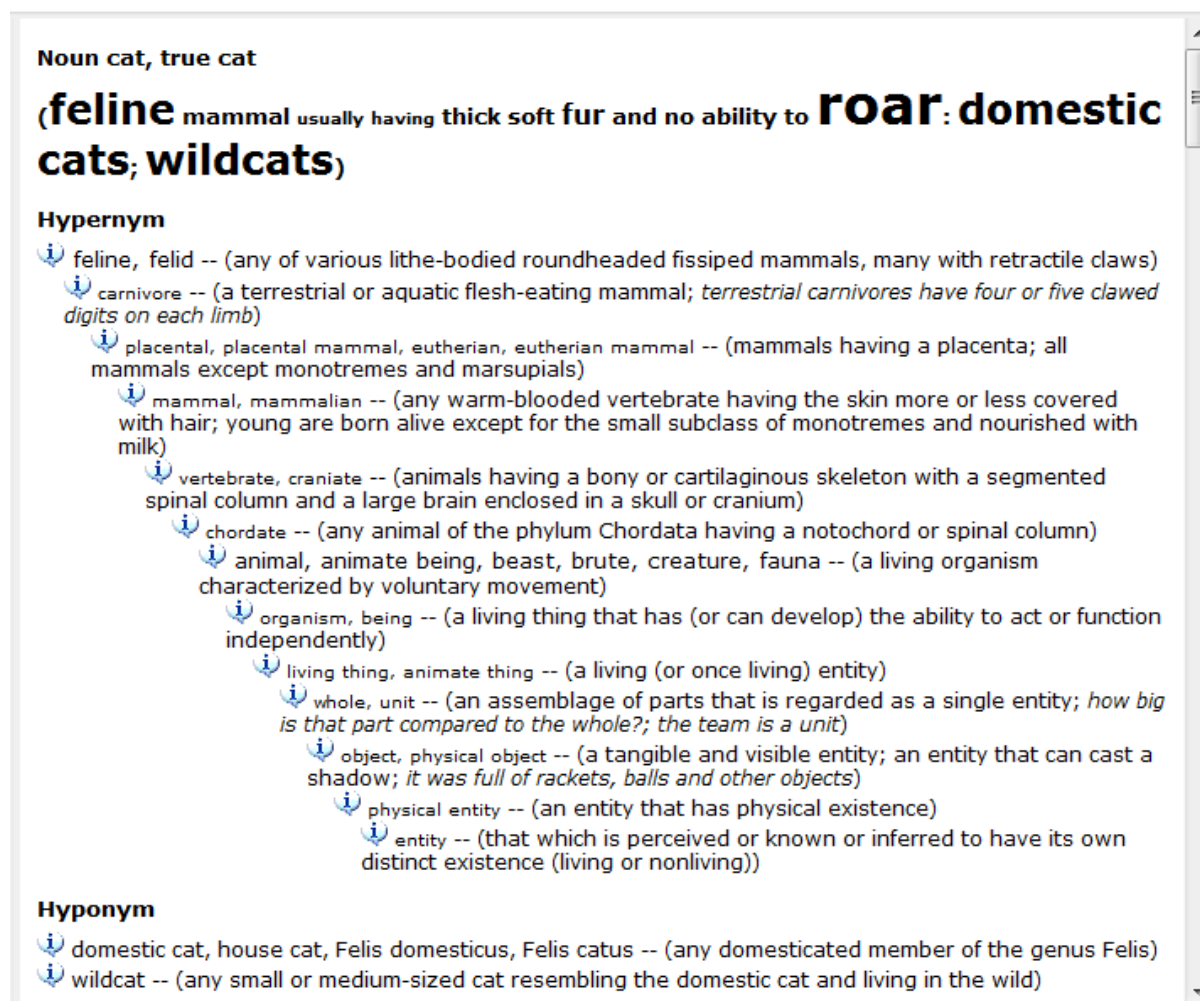 Noun cat, true cat
(feline mammal usually having thick soft fur and no ability to roar: domestic
cats; wildcats)
Hypernym
feline, felid -- (any of various lithe-bodied roundheaded fissiped mammals, many with retractile claws)
carnivore -- (a terrestrial or aquatic flesh-eating mammal; terrestrial carnivores have four or five clawed
digits on each limb)
placental, placental mammal, eutherian, eutherian mammal -- (mammals having a placenta; all
mammals except monotremes and marsupials)
mammal, mammalian -- (any warm-blooded vertebrate having the skin more or less covered
with hair; young are born alive except for the small subclass of monotremes and nourished with
milk)
vertebrate, craniate -- (animals having a bony or cartilaginous skeleton with a segmented
spinal column and a large brain enclosed in a skull or cranium)
chordate -- (any animal of the phylum Chordata having a notochord or spinal column)
animal, animate being, beast, brute, creature, fauna -- (a living organism
characterized by voluntary movement)
organism, being -- (a living thing that has (or can develop) the ability to act or function
independently)
living thing, animate thing -- (a living (or once living) entity)
whole, unit -- (an assemblage of parts that is regarded as a single entity; how big
is that part compared to the whole?; the team is a unit)
object, physical object -- (a tangible and visible entity; an entity that can cast a
shadow; it was full of rackets, balls and other objects)
physical entity -- (an entity that has physical existence)
entity -- (that which is perceived or known or inferred to have its own
distinct existence (living or nonliving))
Hyponym
domestic cat, house cat, Felis domesticus, Felis catus -- (any domesticated member of the genus Felis)
wildcat -- (any small or medium-sized cat resembling the domestic cat and living in the wild)